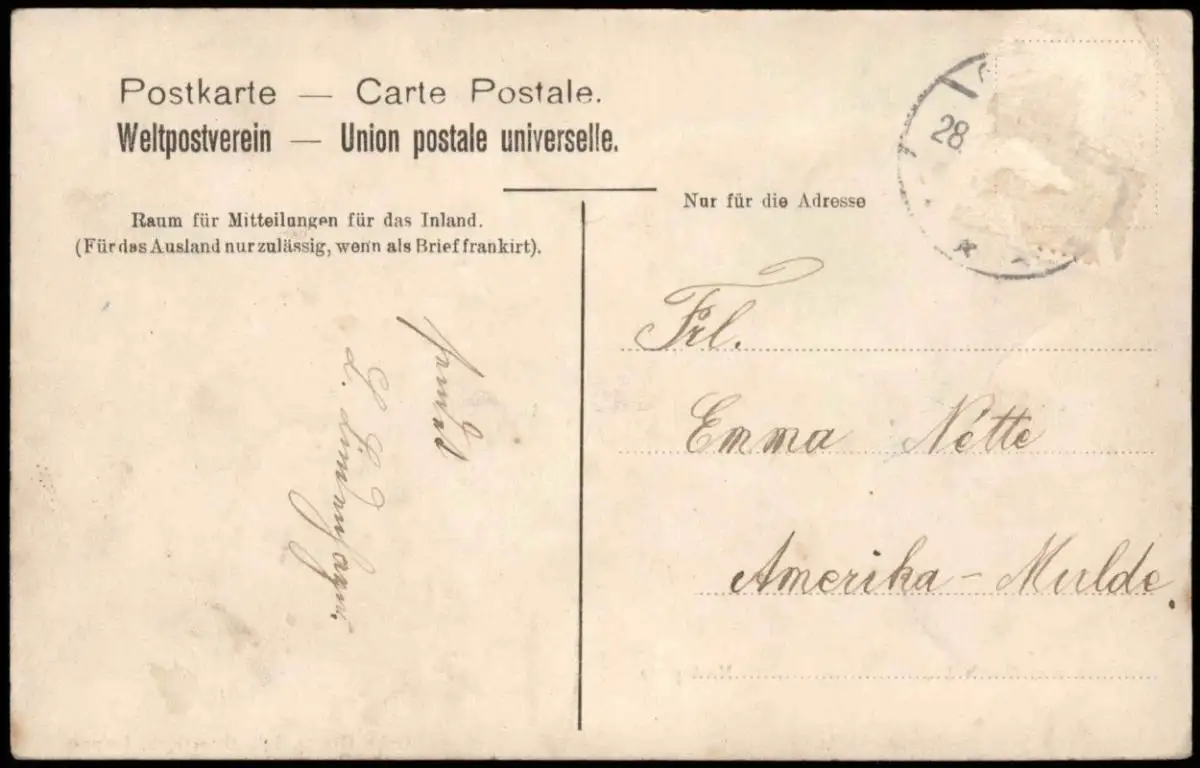 Postkarte — Carte Postale.
Weltpostverein — Union postale universelle.
Raum für Mitteilungen für das Inland.
(Für das Ausland nur zulässig, wenn als Brief frankirt).
Nur für die Adresse
28.
Frl.
Emma Nette
Amerika - Mulde.
sendet